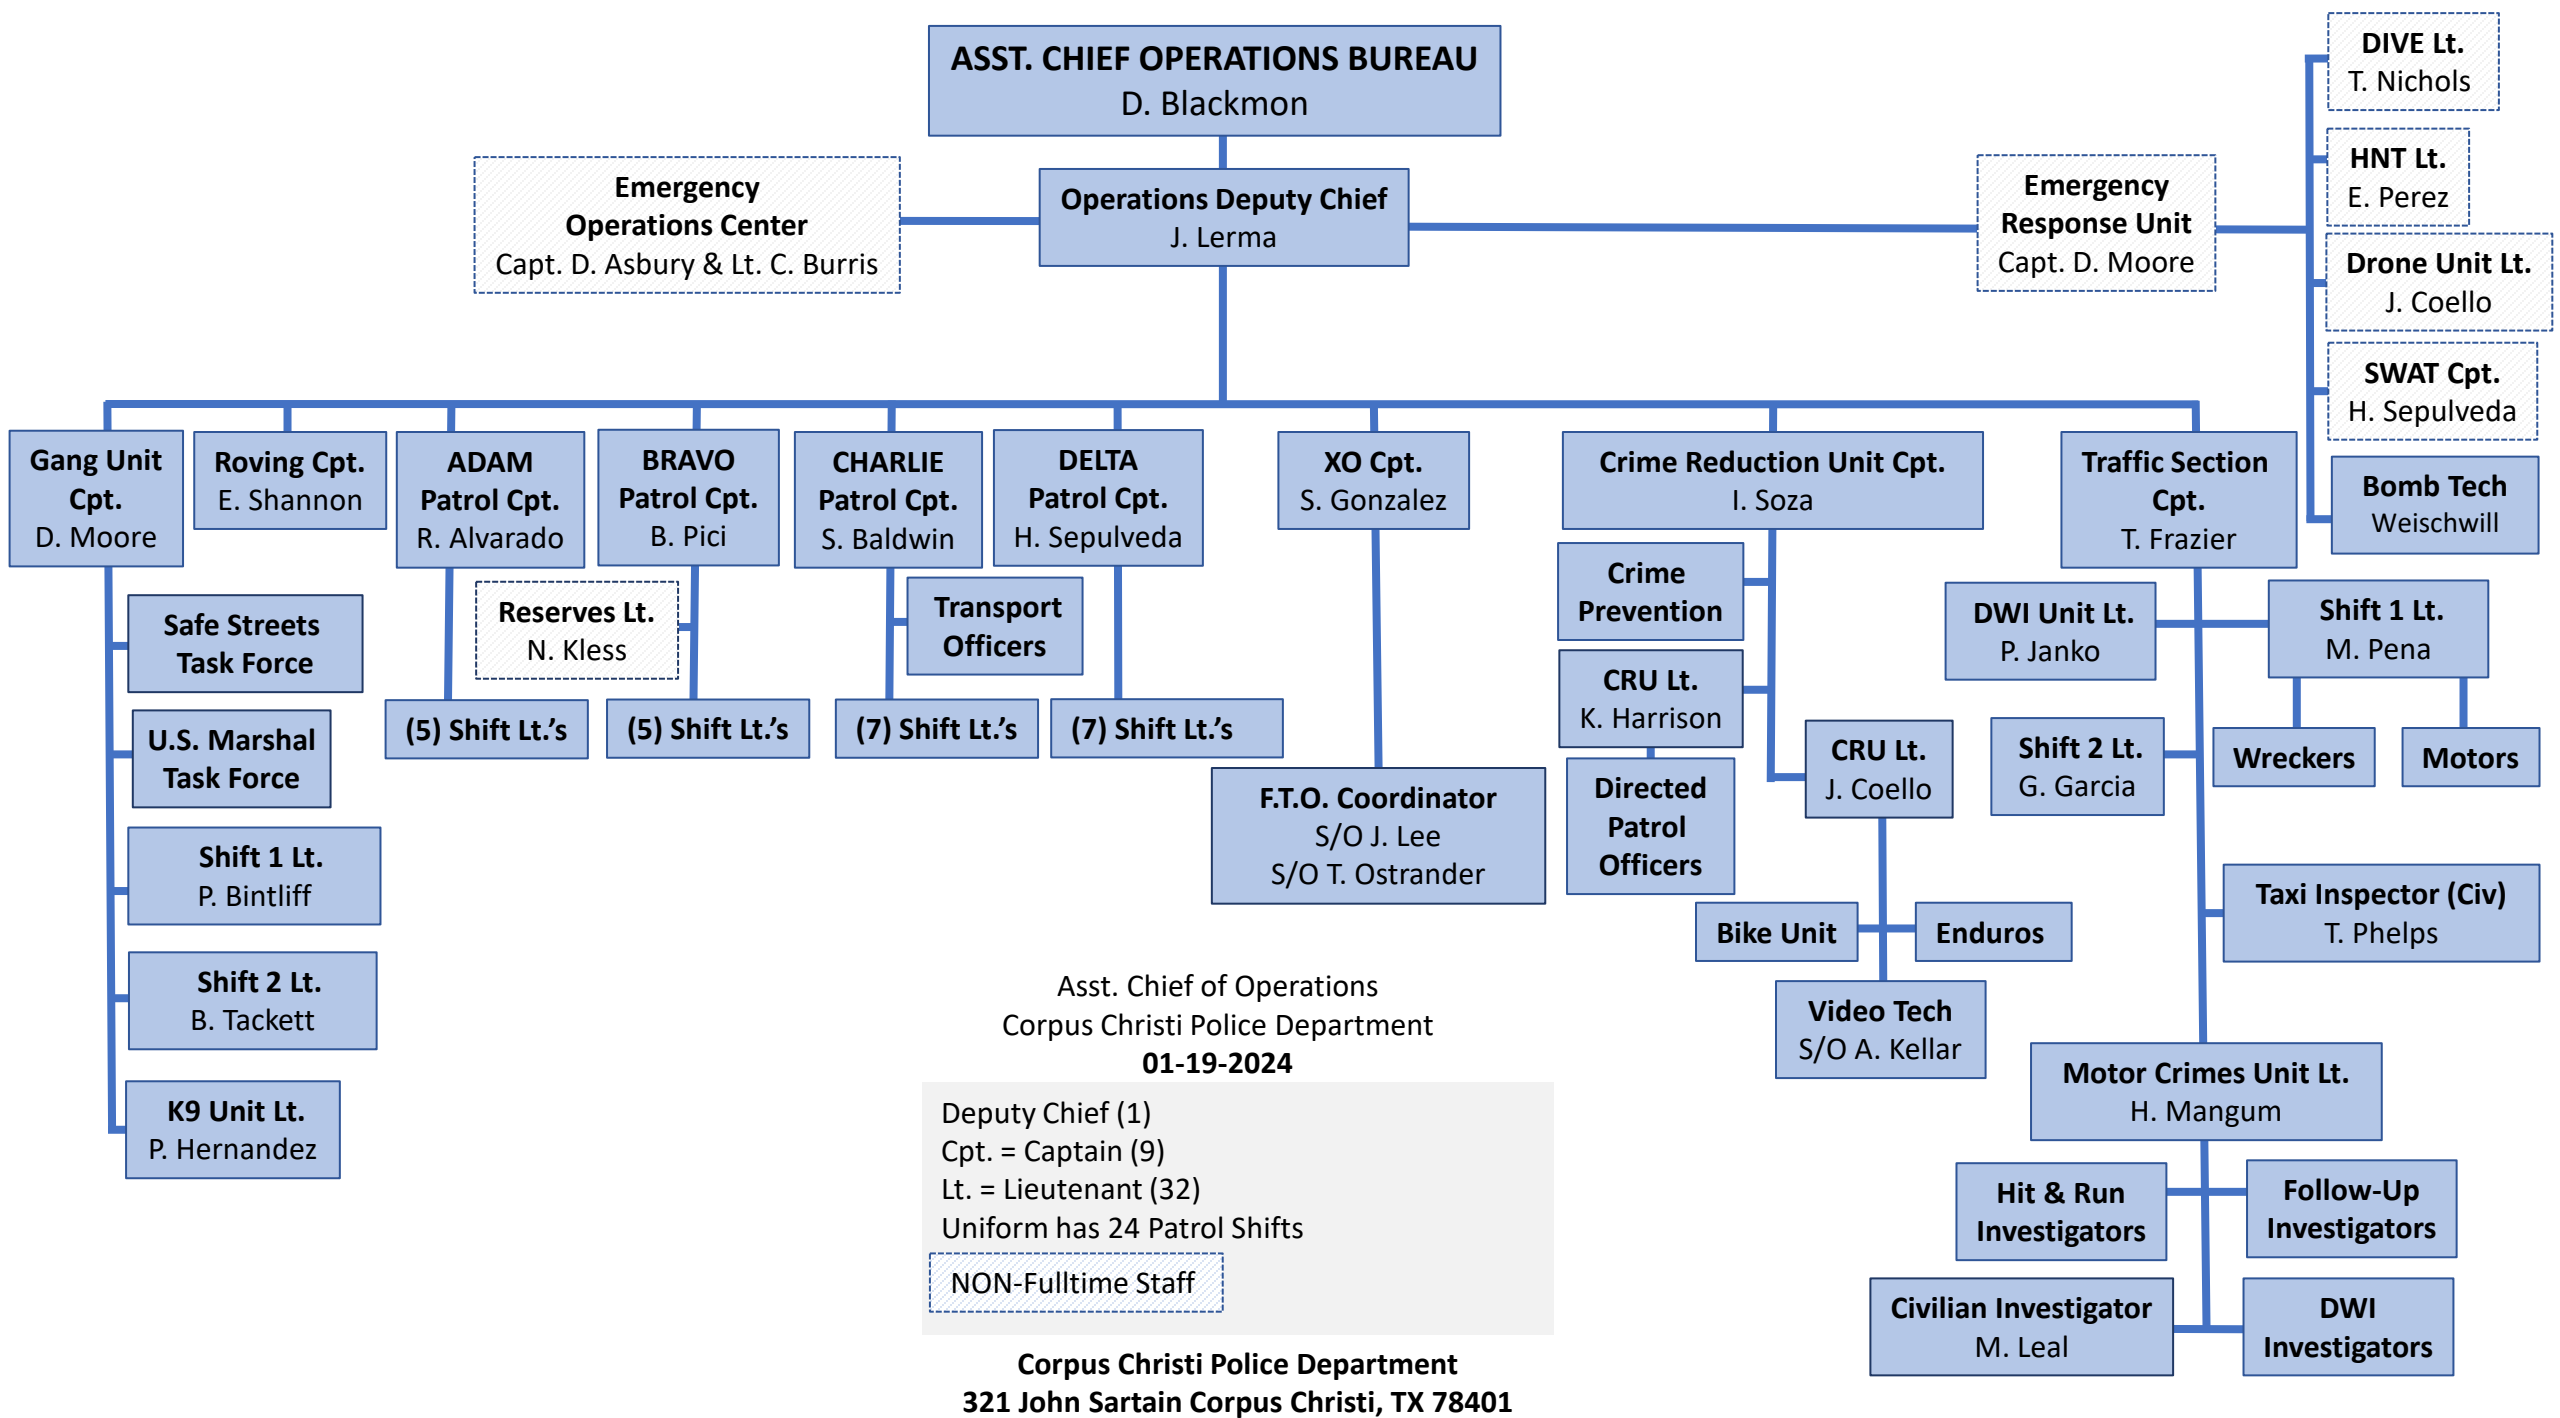 ASST. CHIEF OPERATIONS BUREAU
D. Blackmon
Emergency
Operations Center
Capt. D. Asbury & Lt. C. Burris
Operations Deputy Chief
J. Lerma
Emergency
Response Unit
Capt. D. Moore
DIVE Lt.
T. Nichols
HNT Lt.
E. Perez
Drone Unit Lt.
J. Coello
SWAT Cpt.
H. Sepulveda
Bomb Tech
Weischwill
Gang Unit
Cpt.
D. Moore
Roving Cpt.
E. Shannon
ADAM
Patrol Cpt.
R. Alvarado
BRAVO
Patrol Cpt.
B. Pici
CHARLIE
Patrol Cpt.
S. Baldwin
DELTA
Patrol Cpt.
H. Sepulveda
XO Cpt.
S. Gonzalez
Crime Reduction Unit Cpt.
I. Soza
Traffic Section
Cpt.
T. Frazier
Safe Streets
Task Force
U.S. Marshal
Task Force
Shift 1 Lt.
P. Bintliff
Shift 2 Lt.
B. Tackett
K9 Unit Lt.
P. Hernandez
(5) Shift Lt.'s
Reserves Lt.
N. Kless
(5) Shift Lt.'s
Transport
Officers
(7) Shift Lt.'s
(7) Shift Lt.'s
F.T.O. Coordinator
S/O J. Lee
S/O T. Ostrander
Crime
Prevention
CRU Lt.
K. Harrison
Directed
Patrol
Officers
CRU Lt.
J. Coello
Bike Unit
Enduros
Video Tech
S/O A. Kellar
DWI Unit Lt.
P. Janko
Shift 1 Lt.
M. Pena
Wreckers
Motors
Shift 2 Lt.
G. Garcia
Taxi Inspector (Civ)
T. Phelps
Motor Crimes Unit Lt.
H. Mangum
Hit & Run
Investigators
Follow-Up
Investigators
Civilian Investigator
M. Leal
DWI
Investigators
Asst. Chief of Operations
Corpus Christi Police Department
01-19-2024
Deputy Chief (1)
Cpt. = Captain (9)
Lt. = Lieutenant (32)
Uniform has 24 Patrol Shifts
NON-Fulltime Staff
Corpus Christi Police Department
321 John Sartain Corpus Christi, TX 78401